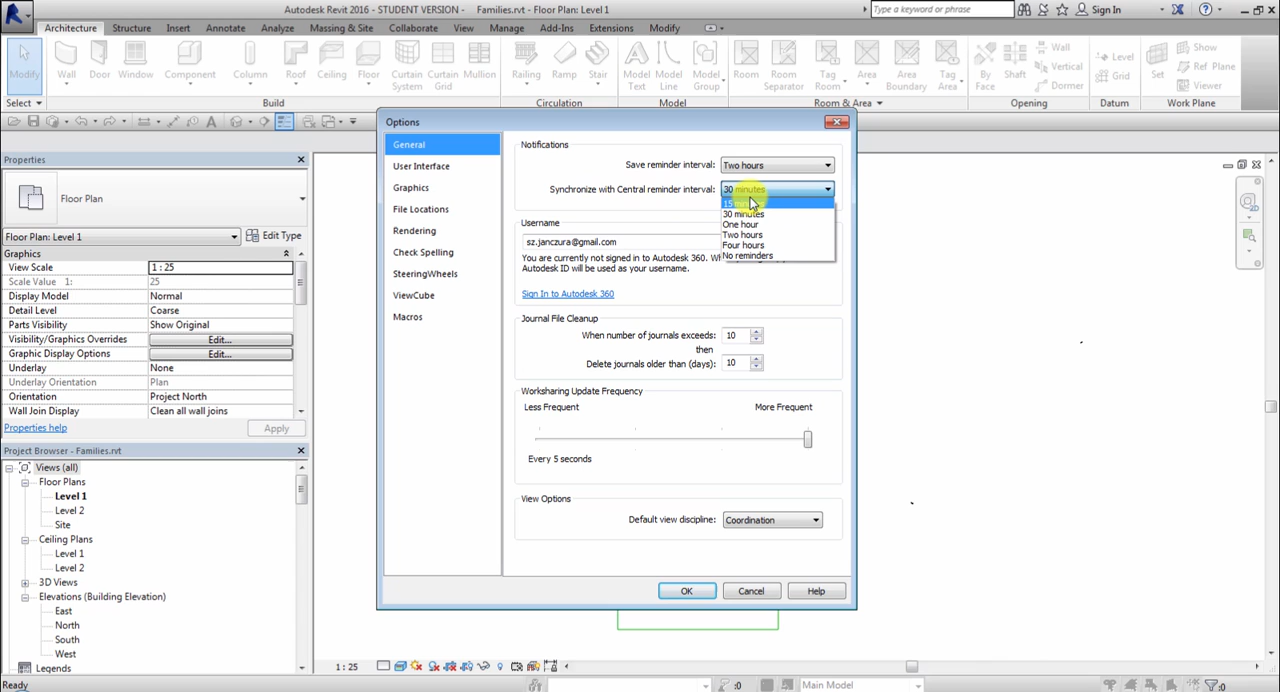 Autodesk Revit 2016 - STUDENT VERSION - Families.rvt - Floor Plan: Level 1
Type a keyword or phrase
Sign In
Architecture Structure Insert Annotate Analyze Massing & Site Collaborate View Manage Add-Ins Extensions Modify
Modify Wall Door Window Component Column Roof Ceiling Floor Curtain System Curtain Grid Mullion Railing Ramp Stair Model Text Model Line Model Group Room Room Separator Tag Room Area Area Boundary Tag Area By Face Shaft Wall Vertical Dormer Level Grid Set Show Ref Plane Viewer
Select Build Circulation Model Room & Area Opening Datum Work Plane
Properties
Floor Plan
Floor Plan: Level 1 Edit Type
Graphics
View Scale 1 : 25
Scale Value 1: 25
Display Model Normal
Detail Level Coarse
Parts Visibility Show Original
Visibility/Graphics Overrides Edit...
Graphic Display Options Edit...
Underlay None
Underlay Orientation Plan
Orientation Project North
Wall Join Display Clean all wall joins
Properties help Apply
Project Browser - Families.rvt
Views (all)
Floor Plans
Level 1
Level 2
Site
Ceiling Plans
Level 1
Level 2
3D Views
Elevations (Building Elevation)
East
North
South
West
Legends
Options
General
User Interface
Graphics
File Locations
Rendering
Check Spelling
SteeringWheels
ViewCube
Macros
Notifications
Save reminder interval: Two hours
Synchronize with Central reminder interval: 30 minutes
30 minutes
One hour
Two hours
Four hours
No reminders
Username
sz.janczura@gmail.com
You are currently not signed in to Autodesk 360.
Autodesk ID will be used as your username.
Sign In to Autodesk 360
Journal File Cleanup
When number of journals exceeds: 10
then
Delete journals older than (days): 10
Worksharing Update Frequency
Less Frequent More Frequent
Every 5 seconds
View Options
Default view discipline: Coordination
OK Cancel Help
1 : 25
Ready :0 Main Model :0